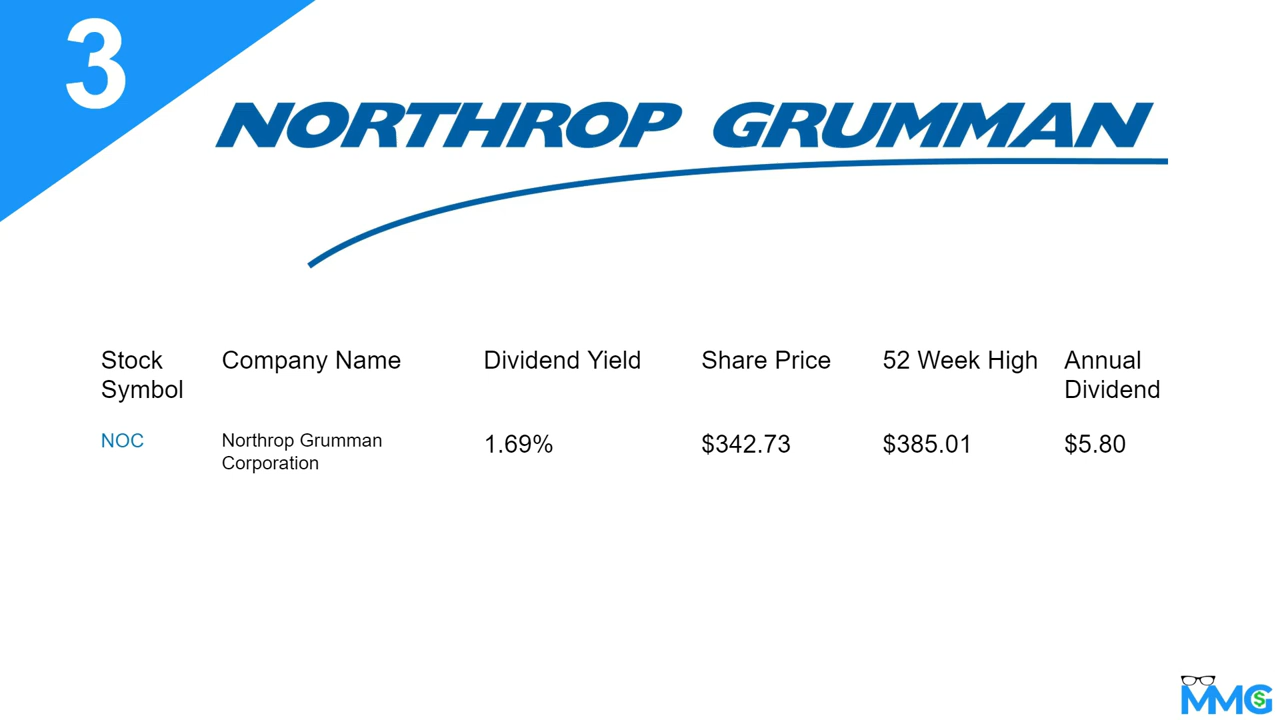 3
NORTHROP GRUMMAN
Stock Symbol
Company Name
Dividend Yield
Share Price
52 Week High
Annual Dividend
NOC
Northrop Grumman
Corporation
1.69%
$342.73
$385.01
$5.80
MMG
$